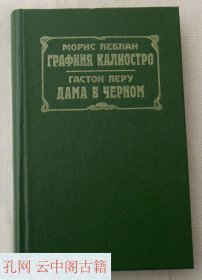 МОРИС ЛЕБЛАН
ГРАФИНЯ КАЛИОСТРО
ГАСТОН ЛЕРУ
ДАМА В ЧЕРНОМ
孔网 云中阁古籍